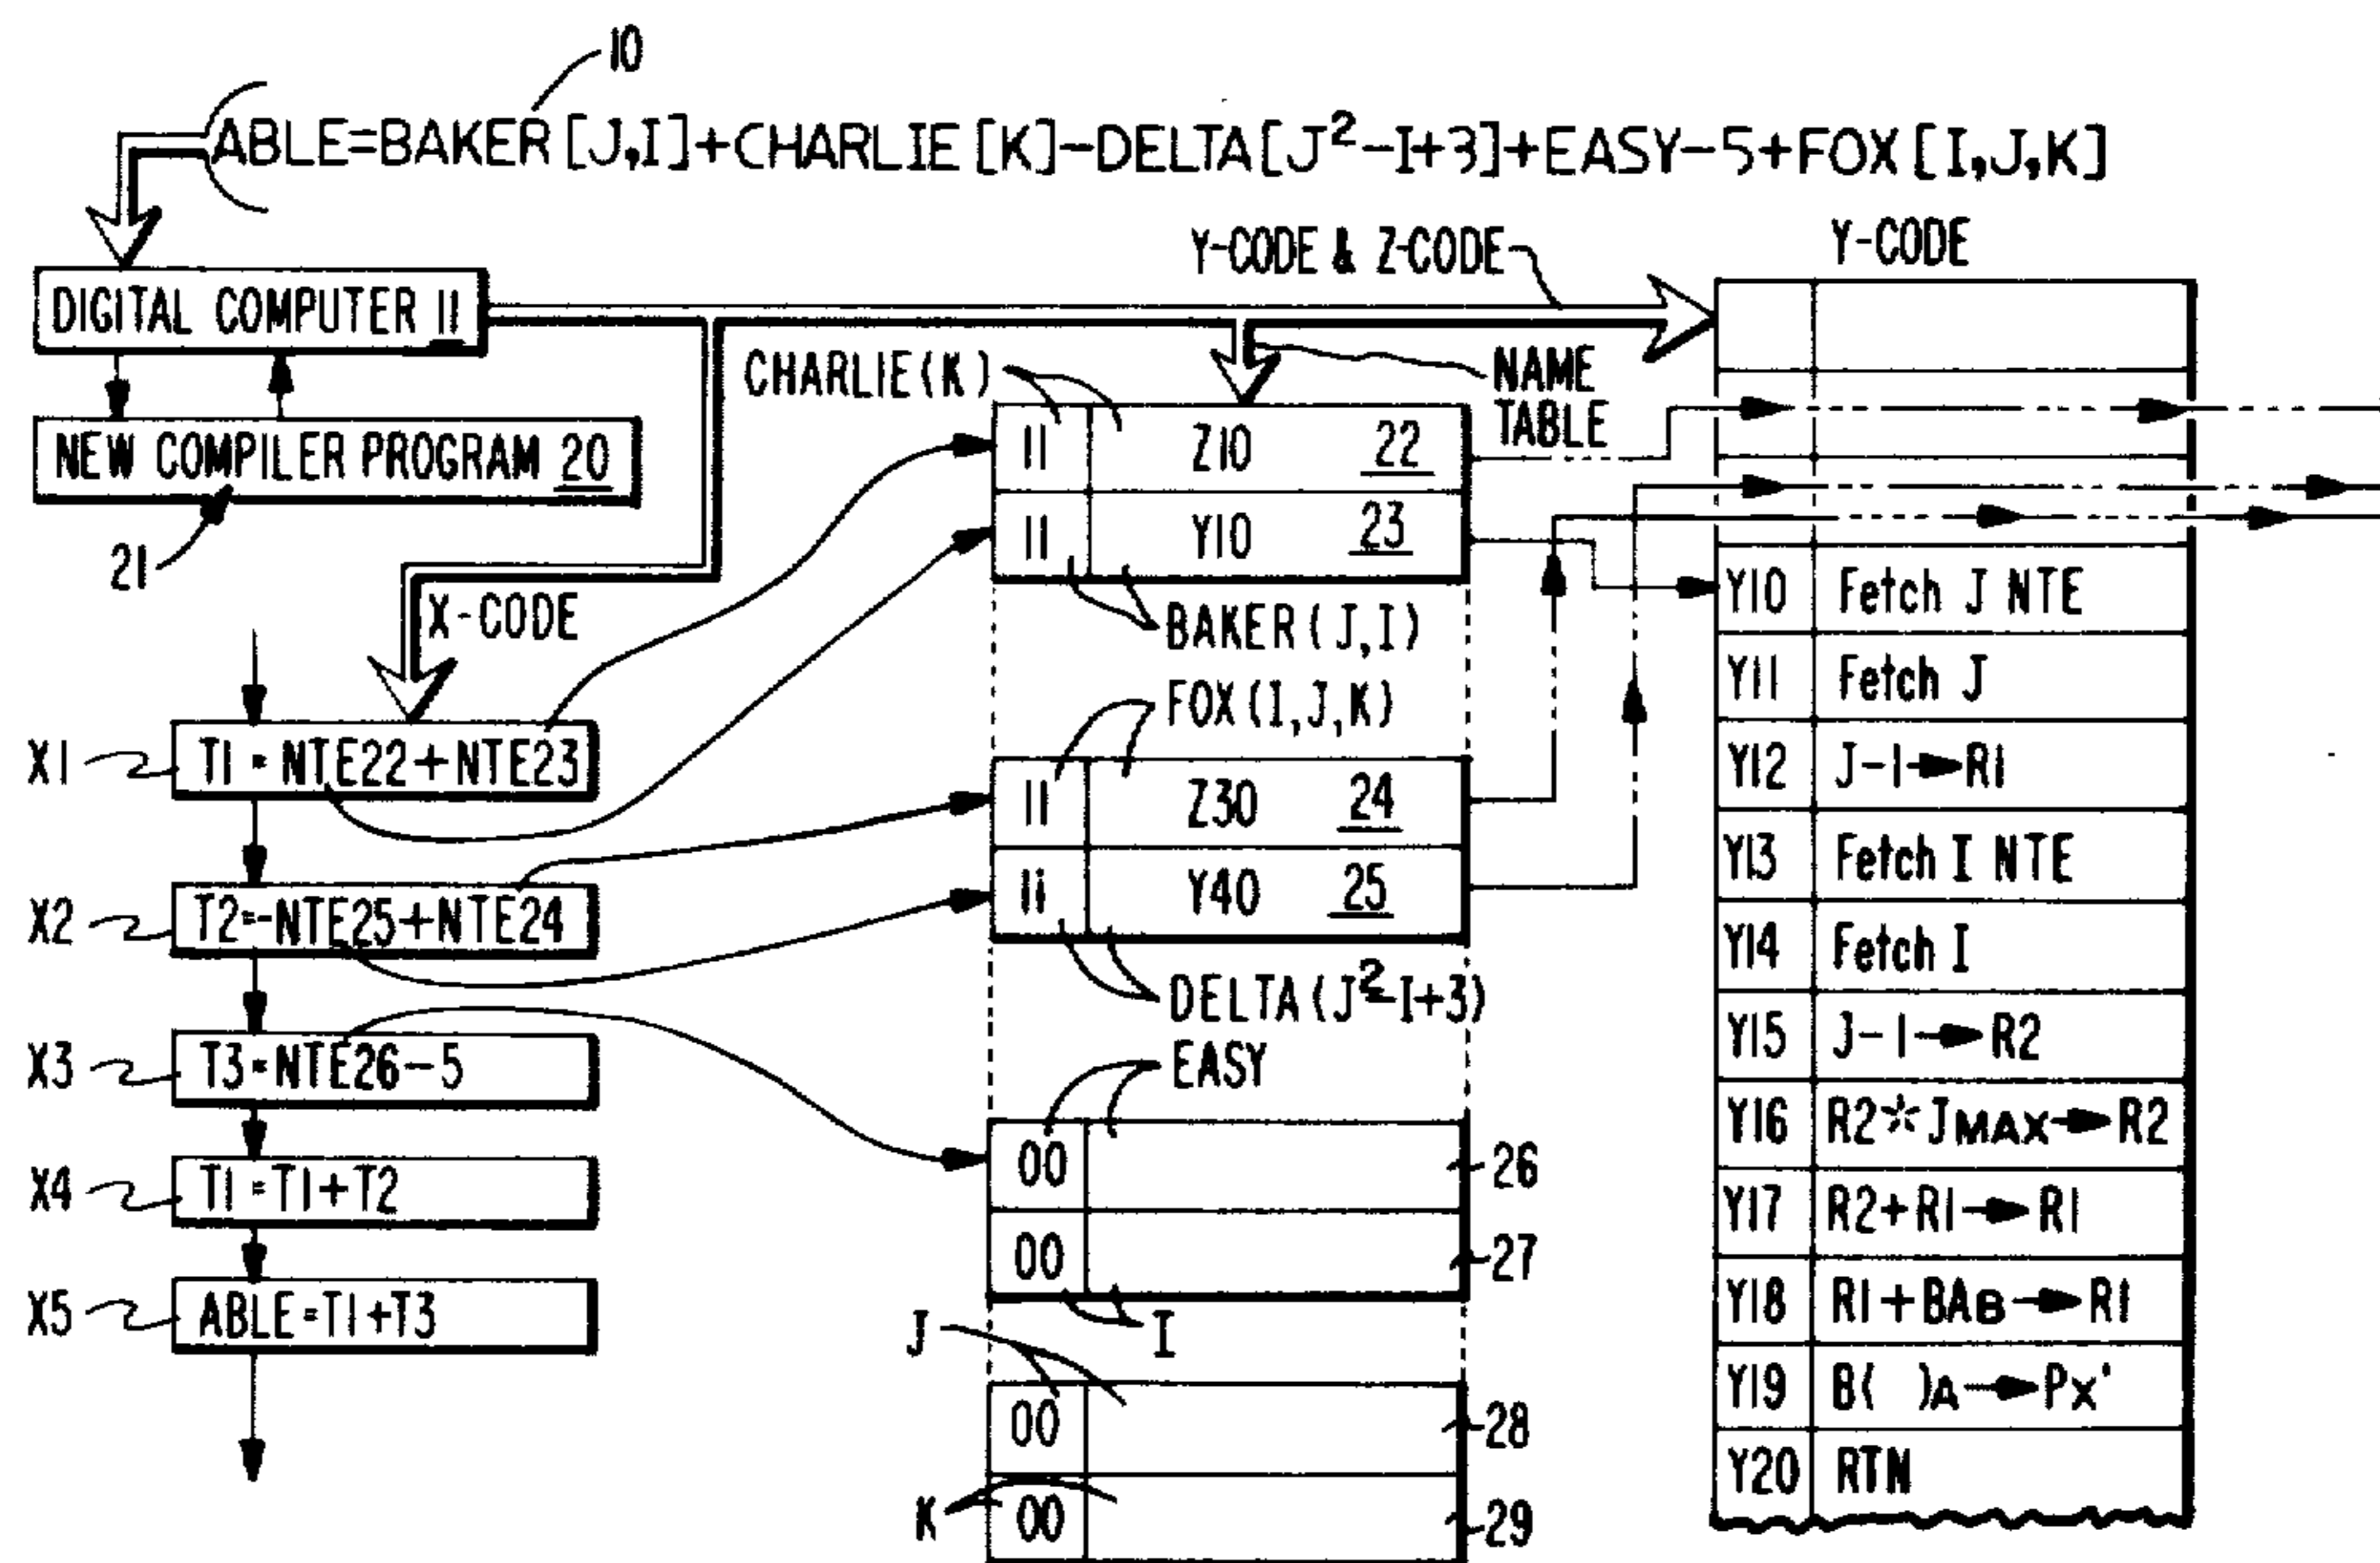 10
ABLE=BAKER[J,I]+CHARLIE[K]-DELTA[J²-I+3]+EASY-5+FOX[I,J,K]
DIGITAL COMPUTER 11
NEW COMPILER PROGRAM 20
21
X-CODE
X1 T1=NTE22+NTE23
X2 T2=-NTE25+NTE24
X3 T3=NTE26-5
X4 T1=T1+T2
X5 ABLE=T1+T3
Y-CODE & Z-CODE
NAME
TABLE
CHARLIE(K)
11 Z10 22
11 Y10 23
BAKER(J,I)
FOX(I,J,K)
11 Z30 24
11 Y40 25
DELTA(J²-I+3)
EASY
00 26
00 27
I
J
00 28
K 00 29
Y-CODE
Y10 Fetch J NTE
Y11 Fetch J
Y12 J-1→R1
Y13 Fetch I NTE
Y14 Fetch I
Y15 J-1→R2
Y16 R2*JMAX→R2
Y17 R2+R1→R1
Y18 R1+BAB→R1
Y19 B( )A→PX'
Y20 RTN